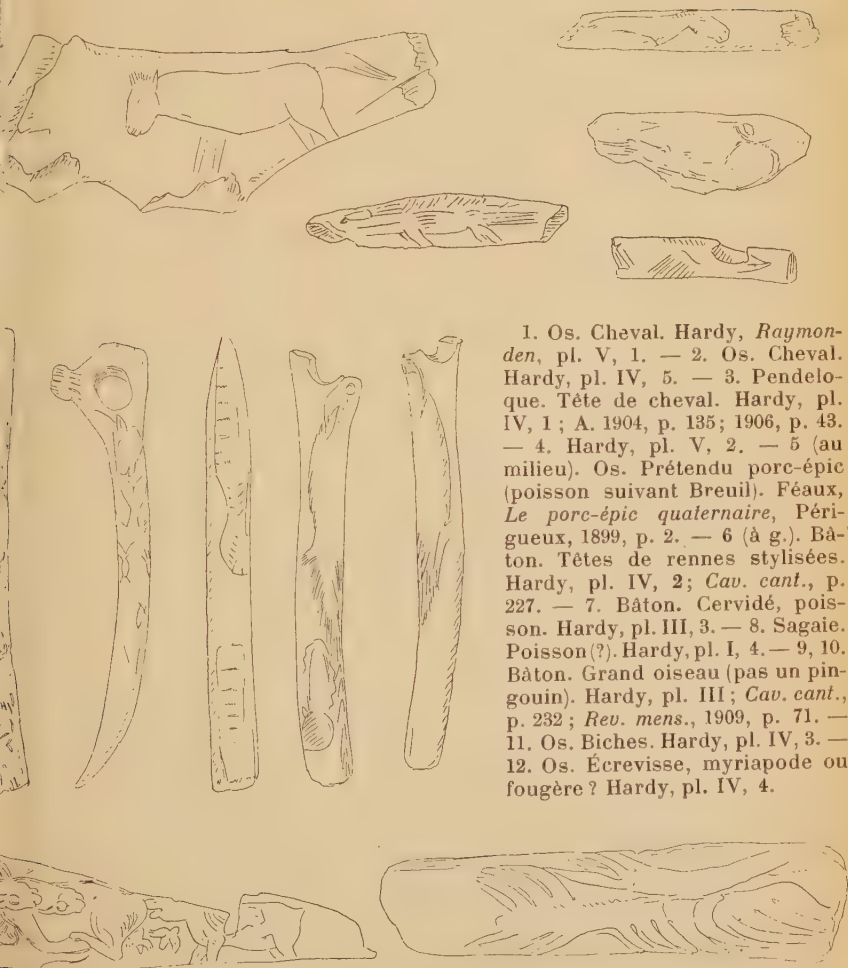 1. Os. Cheval. Hardy, Raymon-
den, pl. V, 1. — 2. Os. Cheval.
Hardy, pl. IV, 5. — 3. Pendelo-
que. Tête de cheval. Hardy, pl.
IV, 1 ; A. 1904, p. 135; 1906, p. 43.
— 4. Hardy, pl. V, 2. — 5 (au
milieu). Os. Prétendu porc-épic
(poisson suivant Breuil). Féaux,
Le porc-épic quaternaire, Péri-
gueux, 1899, p. 2. — 6 (à g.). Bâ-
ton. Têtes de rennes stylisées.
Hardy, pl. IV, 2; Cav. cant., p.
227. — 7. Bâton. Cervidé, pois-
son. Hardy, pl. III, 3. — 8. Sagaie.
Poisson (?). Hardy, pl. I, 4. — 9, 10.
Bâton. Grand oiseau (pas un pin-
gouin). Hardy, pl. III ; Cav. cant.,
p. 232 ; Rev. mens., 1909, p. 71. —
11. Os. Biches. Hardy, pl. IV, 3. —
12. Os. Écrevisse, myriapode ou
fougère ? Hardy, pl. IV, 4.